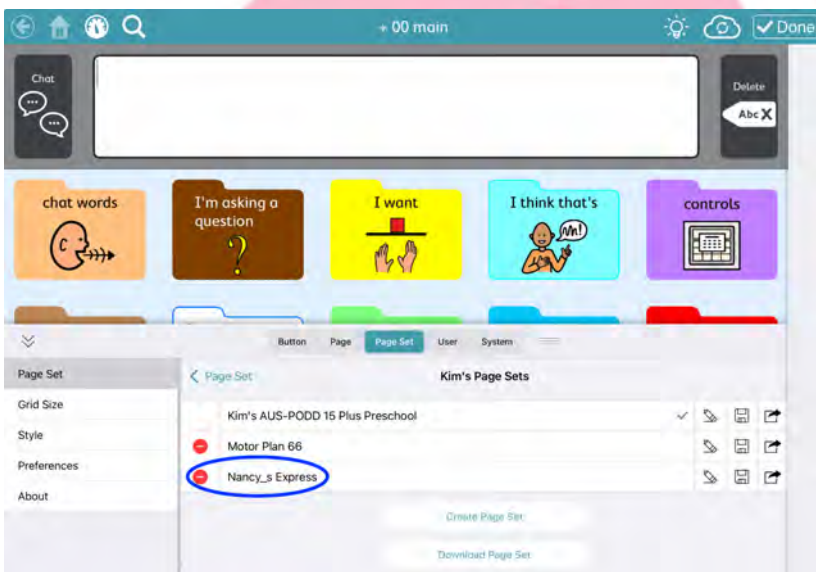 + 00 main
Done
Chat
Delete
Abc X
chat words
I'm asking a question
I want
I think that's
Mm!
controls
Button Page Page Set User System
Page Set
Page Set
Kim's Page Sets
Grid Size
Kim's AUS-PODD 15 Plus Preschool
Style
Motor Plan 66
Preferences
Nancy_s Express
About
Create Page Set
Download Page Set